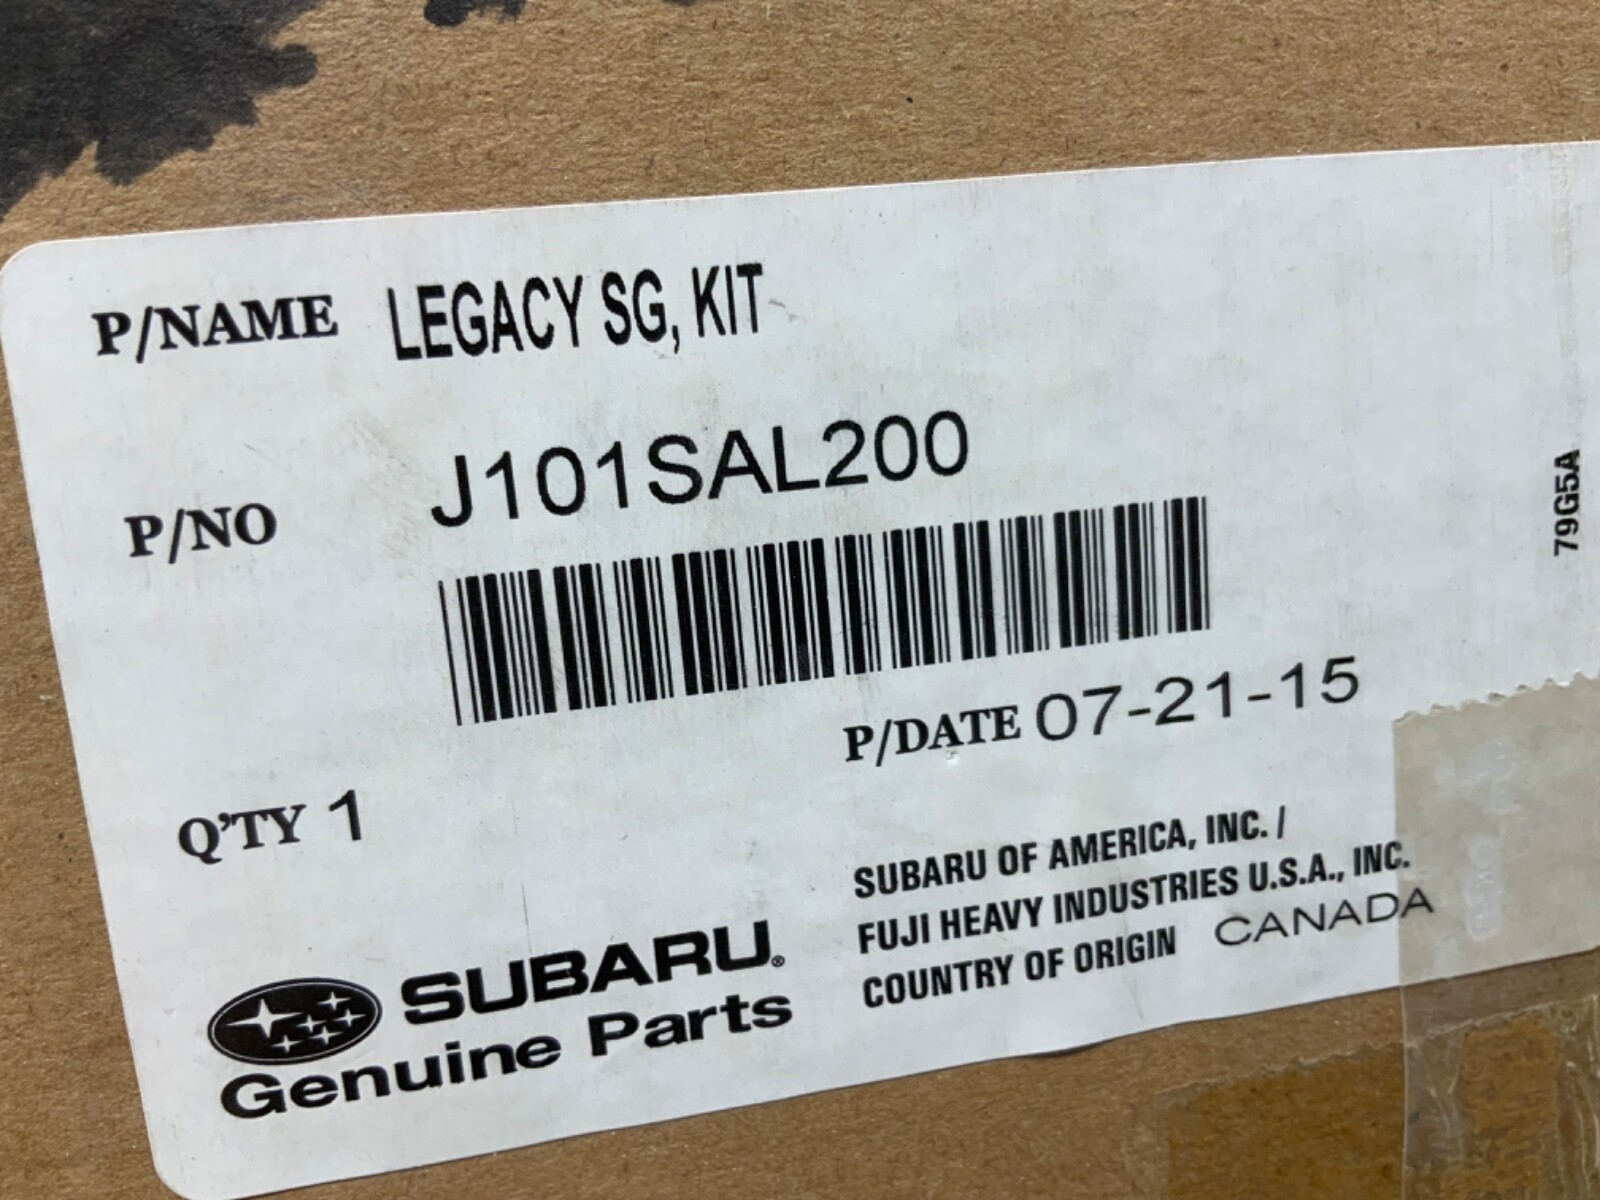 P/NAME LEGACY SG, KIT
P/NO J101SAL200
79G5A
P/DATE 07-21-15
Q'TY 1
SUBARU OF AMERICA, INC. /
FUJI HEAVY INDUSTRIES U.S.A., INC.
COUNTRY OF ORIGIN CANADA
SUBARU®
Genuine Parts